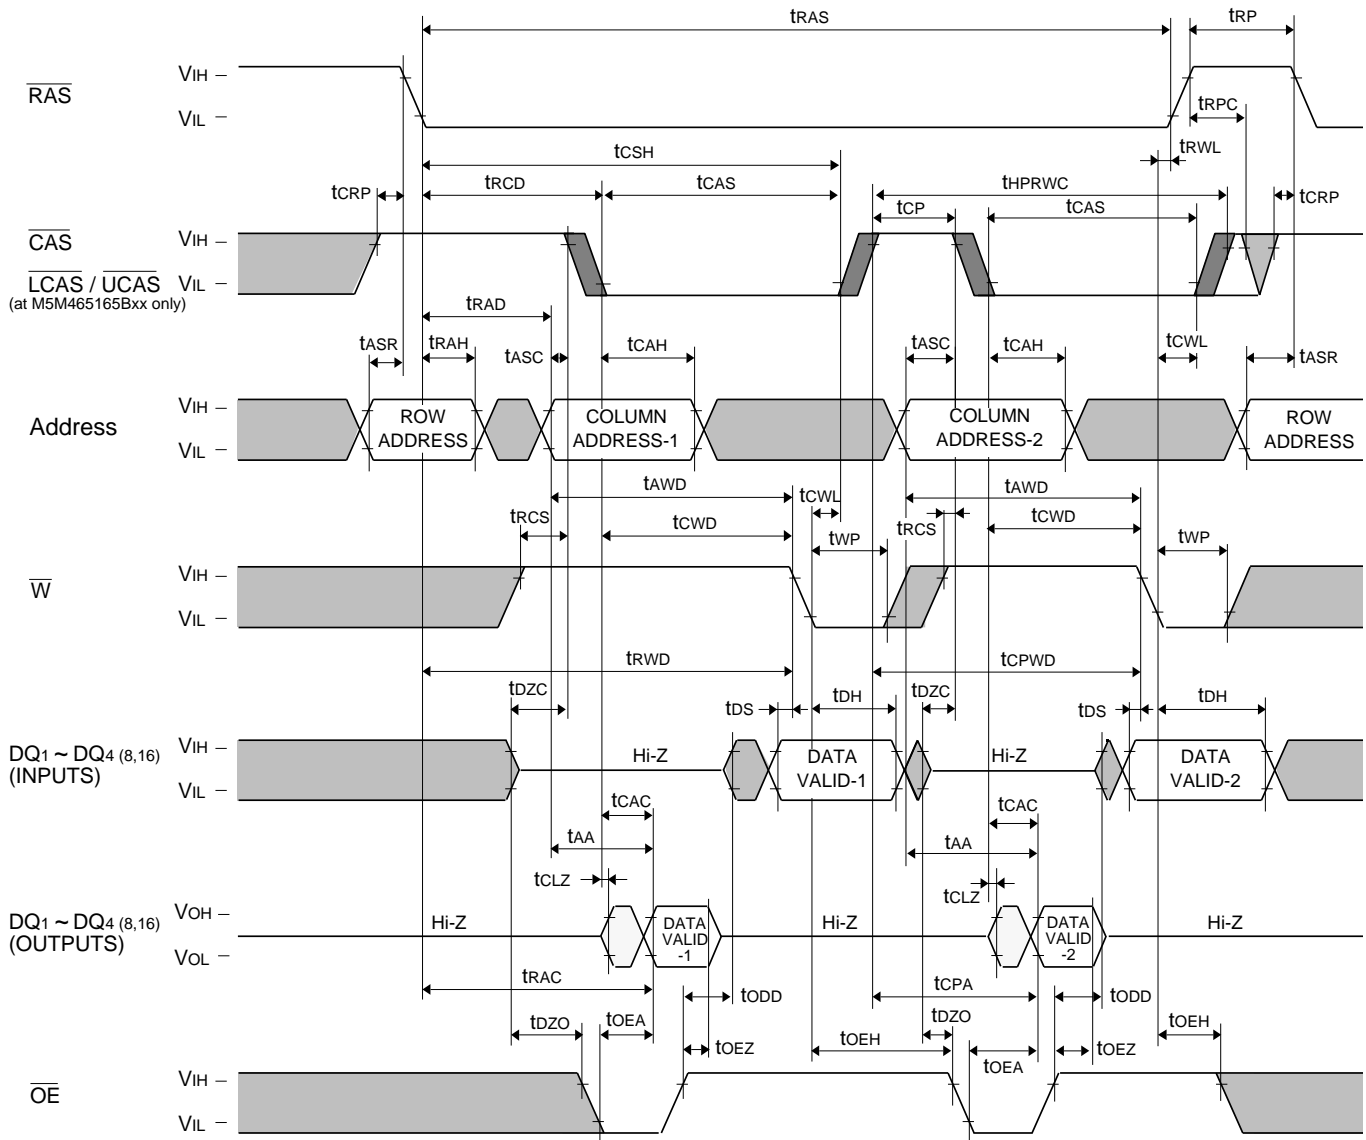 tRAS
tRP
RAS
VIH
VIL
tRPC
tRWL
tCSH
tCRP
tRCD
tCAS
tHPRWC
tCP
tCAS
tCRP
CAS
VIH
LCAS / UCAS
VIL
(at M5M465165Bxx only)
tRAD
tASR
tRAH
tASC
tCAH
tASC
tCAH
tCWL
tASR
Address
VIH
VIL
ROW
ADDRESS
COLUMN
ADDRESS-1
COLUMN
ADDRESS-2
ROW
ADDRESS
tAWD
tCWL
tAWD
tRCS
tCWD
tWP
tRCS
tCWD
tWP
W
VIH
VIL
tRWD
tCPWD
tDZC
tDS
tDH
tDZC
tDS
tDH
DQ1 ~ DQ4 (8,16)
(INPUTS)
VIH
VIL
Hi-Z
DATA
VALID-1
Hi-Z
DATA
VALID-2
tCAC
tCAC
tAA
tAA
tCLZ
tCLZ
DQ1 ~ DQ4 (8,16)
(OUTPUTS)
VOH
VOL
Hi-Z
DATA
VALID
-1
Hi-Z
DATA
VALID
-2
Hi-Z
tRAC
tODD
tCPA
tODD
tDZO
tOEA
tOEZ
tOEH
tDZO
tOEA
tOEZ
tOEH
OE
VIH
VIL